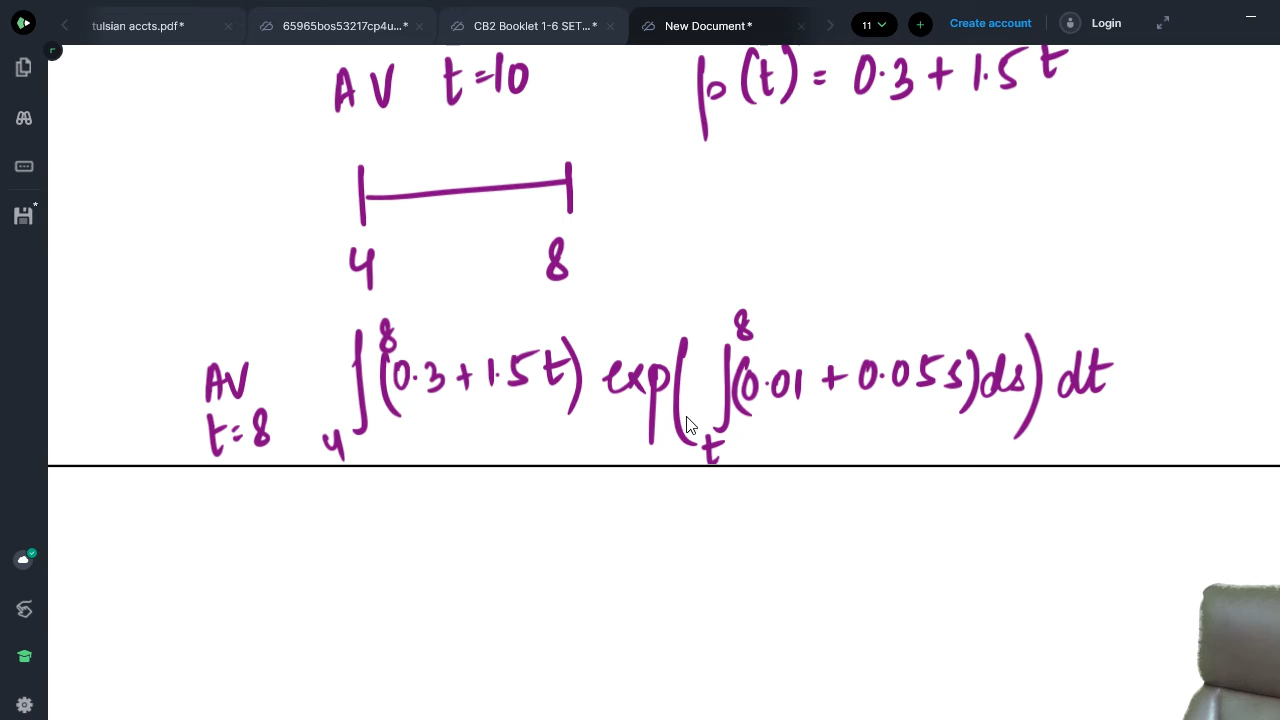 tulsian accts.pdf*
65965bos53217cp4u...*
CB2 Booklet 1-6 SET...*
New Document*
11
Create account
Login
AV t=10
p(t) = 0.3 + 1.5t
4 8
AV t=8 ∫₄⁸ (0.3 + 1.5t) exp(∫ₜ⁸ (0.01 + 0.05s)ds) dt